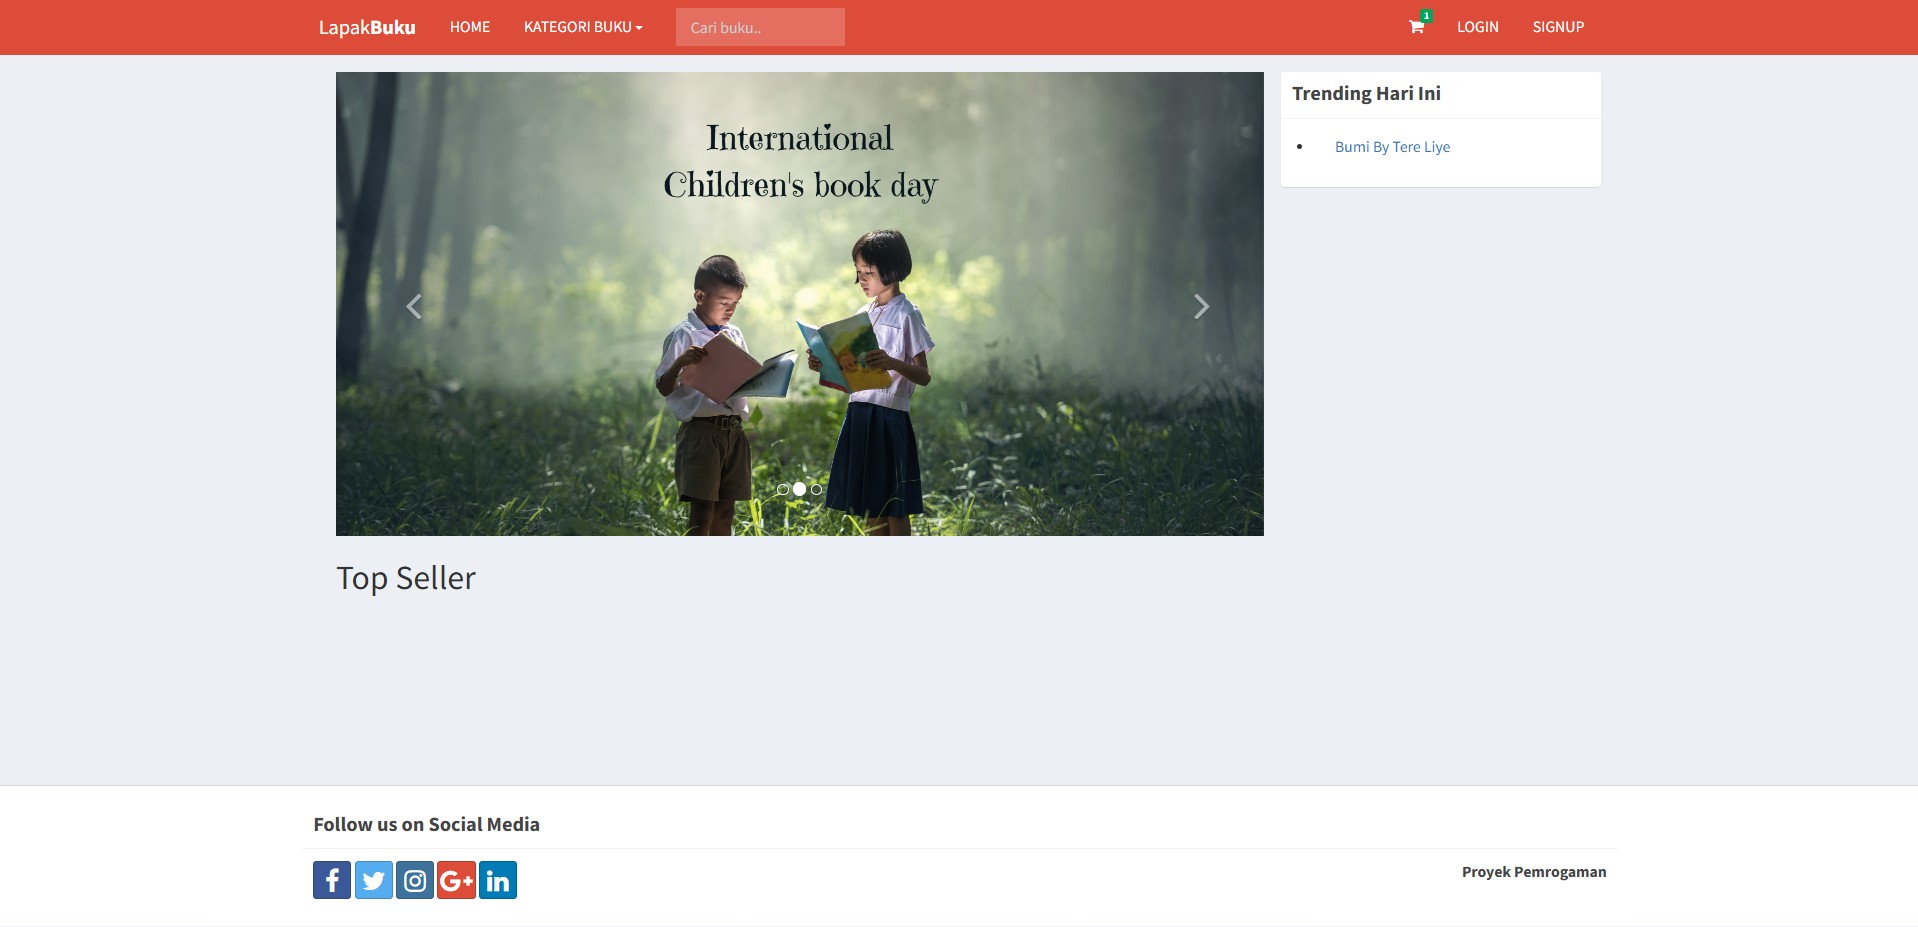 LapakBuku HOME KATEGORI BUKU Cari buku.. 1 LOGIN SIGNUP
International
Children's book day
Trending Hari Ini
Bumi By Tere Liye
Top Seller
Follow us on Social Media
f G+ in
Proyek Pemrogaman